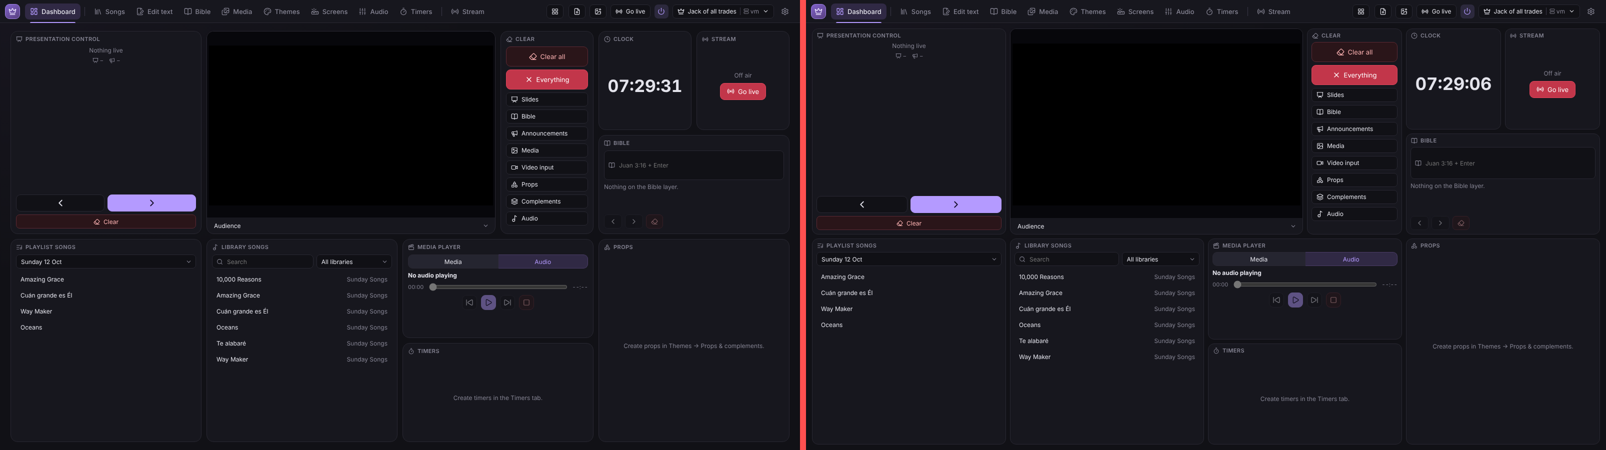 Dashboard Songs Edit text Bible Media Themes Screens Audio Timers Stream Go live Jack of all trades vm
PRESENTATION CONTROL
Nothing live
Clear
Audience
CLEAR
Clear all
Everything
Slides
Bible
Announcements
Media
Video input
Props
Complements
Audio
CLOCK
07:29:31
STREAM
Off air
Go live
BIBLE
Juan 3:16 + Enter
Nothing on the Bible layer.
PLAYLIST SONGS
Sunday 12 Oct
Amazing Grace
Cuán grande es Él
Way Maker
Oceans
LIBRARY SONGS
Search All libraries
10,000 Reasons Sunday Songs
Amazing Grace Sunday Songs
Cuán grande es Él Sunday Songs
Oceans Sunday Songs
Te alabaré Sunday Songs
Way Maker Sunday Songs
MEDIA PLAYER
Media Audio
No audio playing
00:00 --:--
TIMERS
Create timers in the Timers tab.
PROPS
Create props in Themes → Props & complements.
Dashboard Songs Edit text Bible Media Themes Screens Audio Timers Stream Go live Jack of all trades vm
PRESENTATION CONTROL
Nothing live
Clear
Audience
CLEAR
Clear all
Everything
Slides
Bible
Announcements
Media
Video input
Props
Complements
Audio
CLOCK
07:29:06
STREAM
Off air
Go live
BIBLE
Juan 3:16 + Enter
Nothing on the Bible layer.
PLAYLIST SONGS
Sunday 12 Oct
Amazing Grace
Cuán grande es Él
Way Maker
Oceans
LIBRARY SONGS
Search All libraries
10,000 Reasons Sunday Songs
Amazing Grace Sunday Songs
Cuán grande es Él Sunday Songs
Oceans Sunday Songs
Te alabaré Sunday Songs
Way Maker Sunday Songs
MEDIA PLAYER
Media Audio
No audio playing
00:00 --:--
TIMERS
Create timers in the Timers tab.
PROPS
Create props in Themes → Props & complements.